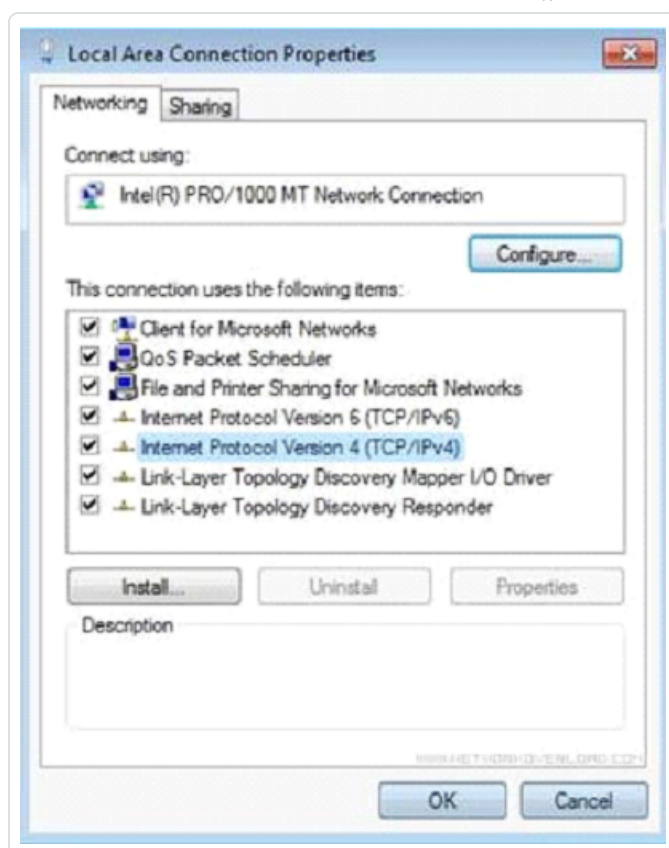 Local Area Connection Properties
Networking
Sharing
Connect using:
Intel(R) PRO/1000 MT Network Connection
Configure...
This connection uses the following items:
Client for Microsoft Networks
QoS Packet Scheduler
File and Printer Sharing for Microsoft Networks
Internet Protocol Version 6 (TCP/IPv6)
Internet Protocol Version 4 (TCP/IPv4)
Link-Layer Topology Discovery Mapper I/O Driver
Link-Layer Topology Discovery Responder
Install...
Uninstall
Properties
Description
OK
Cancel